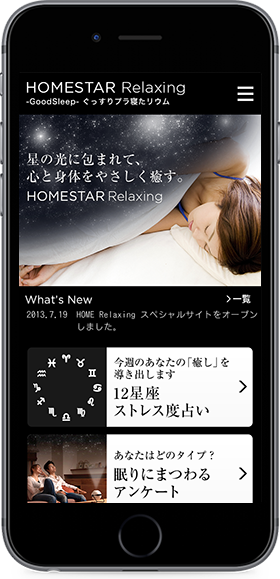 HOMESTAR Relaxing
-GoodSleep- ぐっすりプラ寝たリウム
星の光に包まれて、
心と身体をやさしく癒す。
HOMESTAR Relaxing
What's New
>一覧
2013.7.19 HOME Relaxing スペシャルサイトをオープン
しました。
今週のあなたの「癒し」を
導き出します
12星座
ストレス度占い
あなたはどのタイプ？
眠りにまつわる
アンケート